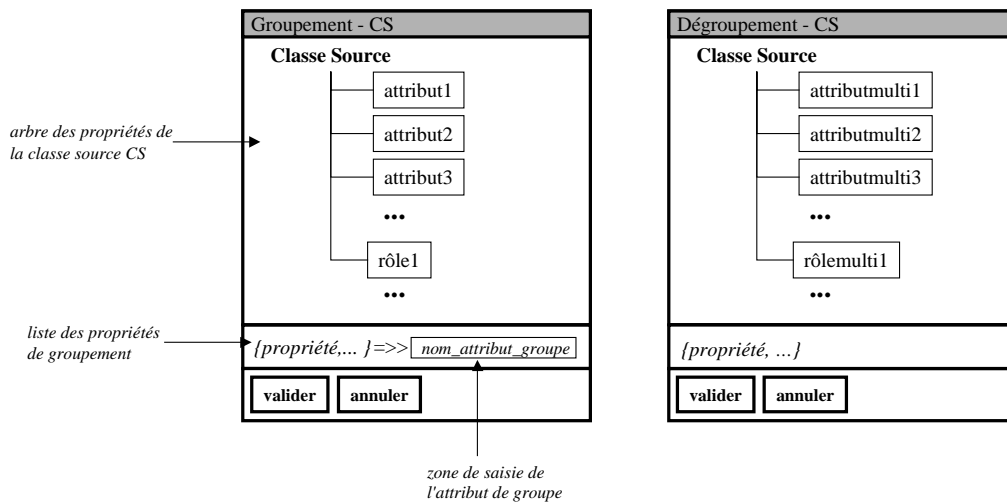 Groupement - CS
Classe Source
attribut1
attribut2
attribut3
...
rôle1
...
{propriété,... } =>> nom_attribut_groupe
valider annuler
arbre des propriétés de
la classe source CS
liste des propriétés
de groupement
zone de saisie de
l'attribut de groupe
Dégroupement - CS
Classe Source
attributmulti1
attributmulti2
attributmulti3
...
rôlemulti1
...
{propriété, ...}
valider annuler